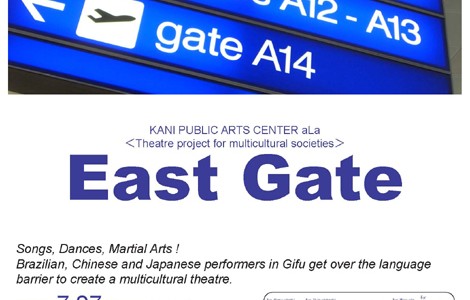 A12 - A13
gate A14
KANI PUBLIC ARTS CENTER aLa
＜Theatre project for multicultural societies＞
East Gate
Songs, Dances, Martial Arts !
Brazilian, Chinese and Japanese performers in Gifu get over the language
barrier to create a multicultural theatre.